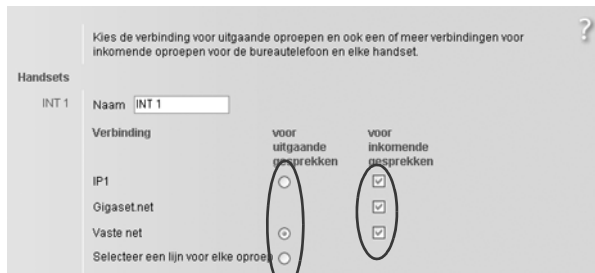 Kies de verbinding voor uitgaande oproepen en ook een of meer verbindingen voor
inkomende oproepen voor de bureautelefoon en elke handset.
?
Handsets
INT 1 Naam INT 1
Verbinding voor uitgaande gesprekken voor inkomende gesprekken
IP1
Gigaset.net
Vaste net
Selecteer een lijn voor elke oproep